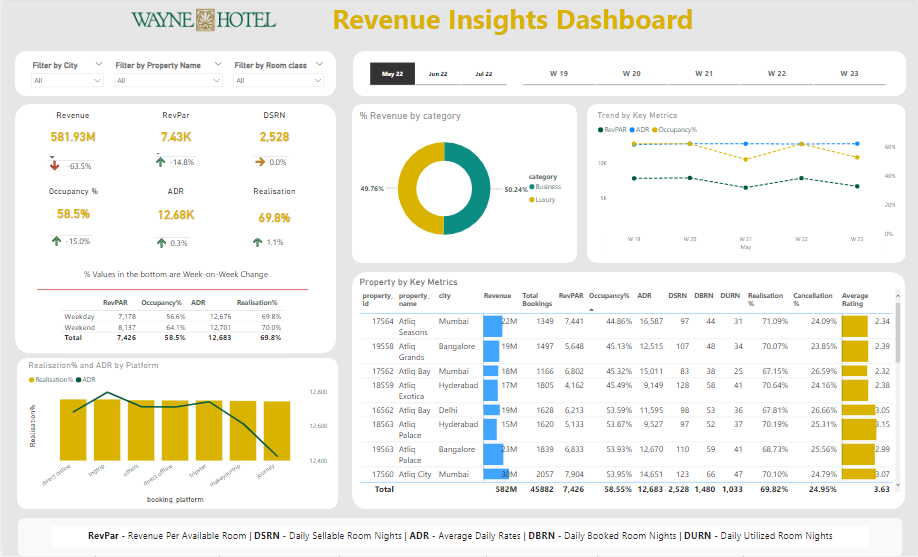 WAYNE HOTEL
Revenue Insights Dashboard
Filter by City
All
Filter by Property Name
All
Filter by Room class
All
May 22 Jun 22 Jul 22
W 19 W 20 W 21 W 22 W 23
Revenue RevPar DSRN
581.93M 7.43K 2,528
-63.5% -14.8% 0.0%
Occupancy % ADR Realisation
58.5% 12.68K 69.8%
-15.0% 0.3% 1.1%
% Values in the bottom are Week-on-Week Change
RevPAR Occupancy% ADR Realisation%
Weekday 7,178 56.6% 12,676 69.8%
Weekend 8,137 64.1% 12,701 70.0%
Total 7,426 58.5% 12,683 69.8%
% Revenue by category
49.76%
50.24%
category
Business
Luxury
Trend by Key Metrics
RevPAR ADR Occupancy%
10K
5K
60%
40%
20%
0%
W 19 W 20 W 21 W 22 W 23
May
Realisation% and ADR by Platform
Realisation% ADR
Realisation%
12,800
12,600
12,400
direct online logtrip others direct offline tripster makeyourtrip journey
booking platform
Property by Key Metrics
property_id property_name city Revenue Total Bookings RevPAR Occupancy% ADR DSRN DBRN DURN Realisation % Cancellation % Average Rating
17564 Atliq Seasons Mumbai 22M 1349 7,441 44.86% 16,587 97 44 31 71.09% 24.09% 2.34
19558 Atliq Grands Bangalore 19M 1497 5,648 45.13% 12,515 107 48 34 70.07% 23.85% 2.39
17562 Atliq Bay Mumbai 18M 1166 6,802 45.32% 15,011 83 38 25 67.15% 26.59% 2.32
18559 Atliq Exotica Hyderabad 17M 1805 4,162 45.49% 9,149 128 58 41 70.64% 24.16% 2.38
16562 Atliq Bay Delhi 19M 1628 6,213 53.59% 11,595 98 53 36 67.81% 26.66% 3.05
18563 Atliq Palace Hyderabad 15M 1620 5,133 53.87% 9,527 97 52 37 70.19% 25.31% 3.15
19563 Atliq Palace Bangalore 23M 1839 6,833 53.93% 12,670 110 59 41 68.73% 25.56% 2.99
17560 Atliq City Mumbai 30M 2057 7,904 53.95% 14,651 123 66 47 70.10% 24.79% 3.07
Total 582M 45882 7,426 58.55% 12,683 2,528 1,480 1,033 69.82% 24.95% 3.63
RevPar - Revenue Per Available Room | DSRN - Daily Sellable Room Nights | ADR - Average Daily Rates | DBRN - Daily Booked Room Nights | DURN - Daily Utilized Room Nights